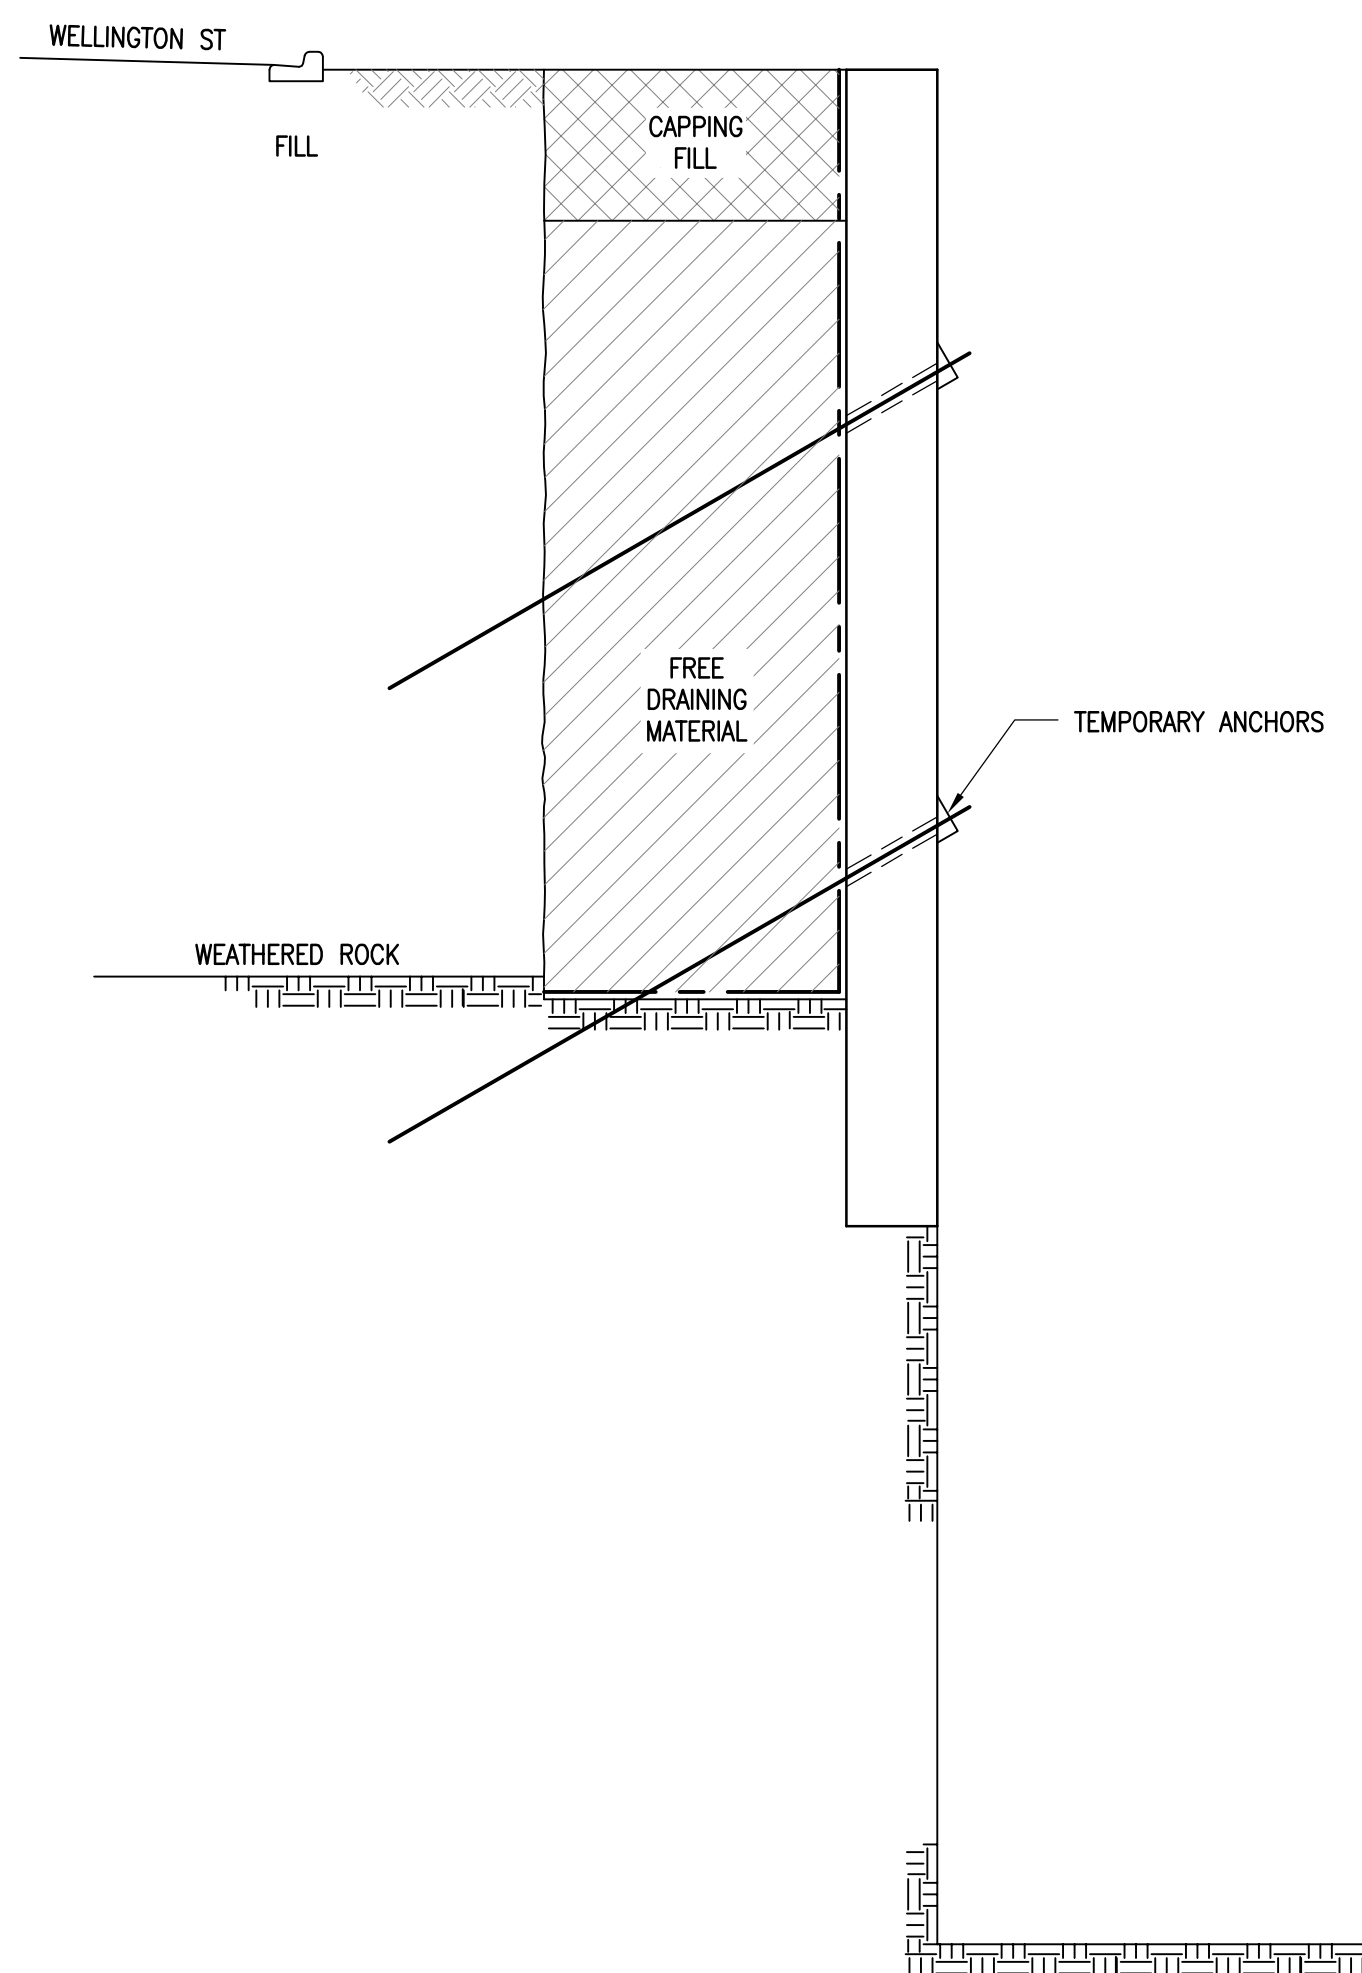 WELLINGTON ST
CAPPING
FILL
FILL
FREE
DRAINING
MATERIAL
TEMPORARY ANCHORS
WEATHERED ROCK